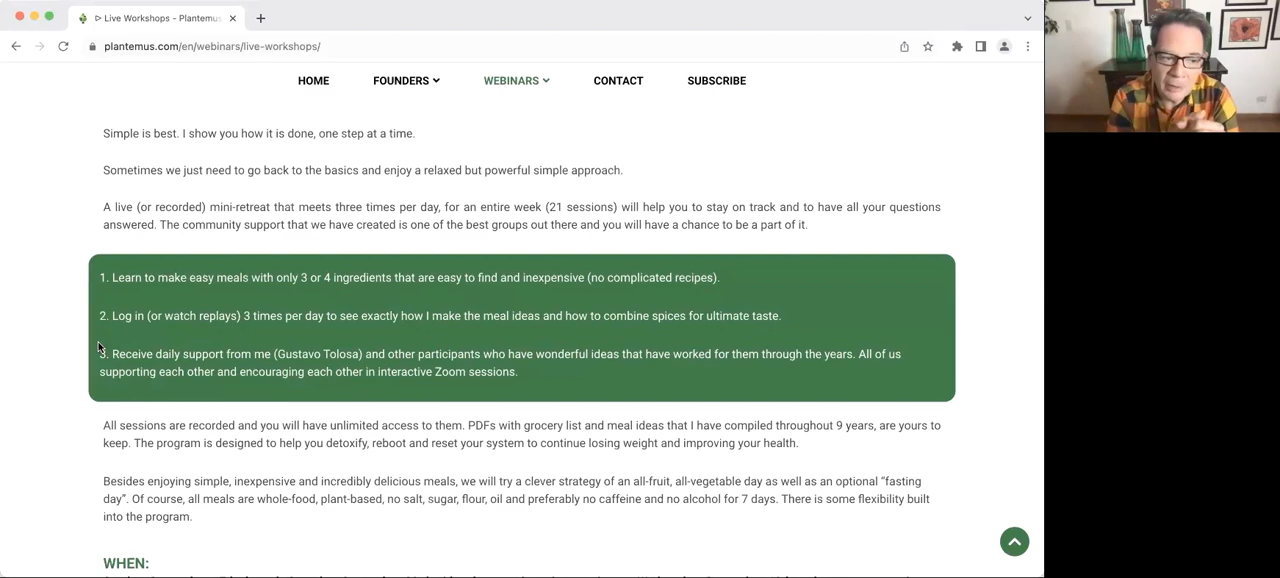 Live Workshops - Plantemus
plantemus.com/en/webinars/live-workshops/
HOME FOUNDERS WEBINARS CONTACT SUBSCRIBE
Simple is best. I show you how it is done, one step at a time.
Sometimes we just need to go back to the basics and enjoy a relaxed but powerful simple approach.
A live (or recorded) mini-retreat that meets three times per day, for an entire week (21 sessions) will help you to stay on track and to have all your questions
answered. The community support that we have created is one of the best groups out there and you will have a chance to be a part of it.
1. Learn to make easy meals with only 3 or 4 ingredients that are easy to find and inexpensive (no complicated recipes).
2. Log in (or watch replays) 3 times per day to see exactly how I make the meal ideas and how to combine spices for ultimate taste.
3. Receive daily support from me (Gustavo Tolosa) and other participants who have wonderful ideas that have worked for them through the years. All of us
supporting each other and encouraging each other in interactive Zoom sessions.
All sessions are recorded and you will have unlimited access to them. PDFs with grocery list and meal ideas that I have compiled throughout 9 years, are yours to
keep. The program is designed to help you detoxify, reboot and reset your system to continue losing weight and improving your health.
Besides enjoying simple, inexpensive and incredibly delicious meals, we will try a clever strategy of an all-fruit, all-vegetable day as well as an optional “fasting
day”. Of course, all meals are whole-food, plant-based, no salt, sugar, flour, oil and preferably no caffeine and no alcohol for 7 days. There is some flexibility built
into the program.
WHEN: